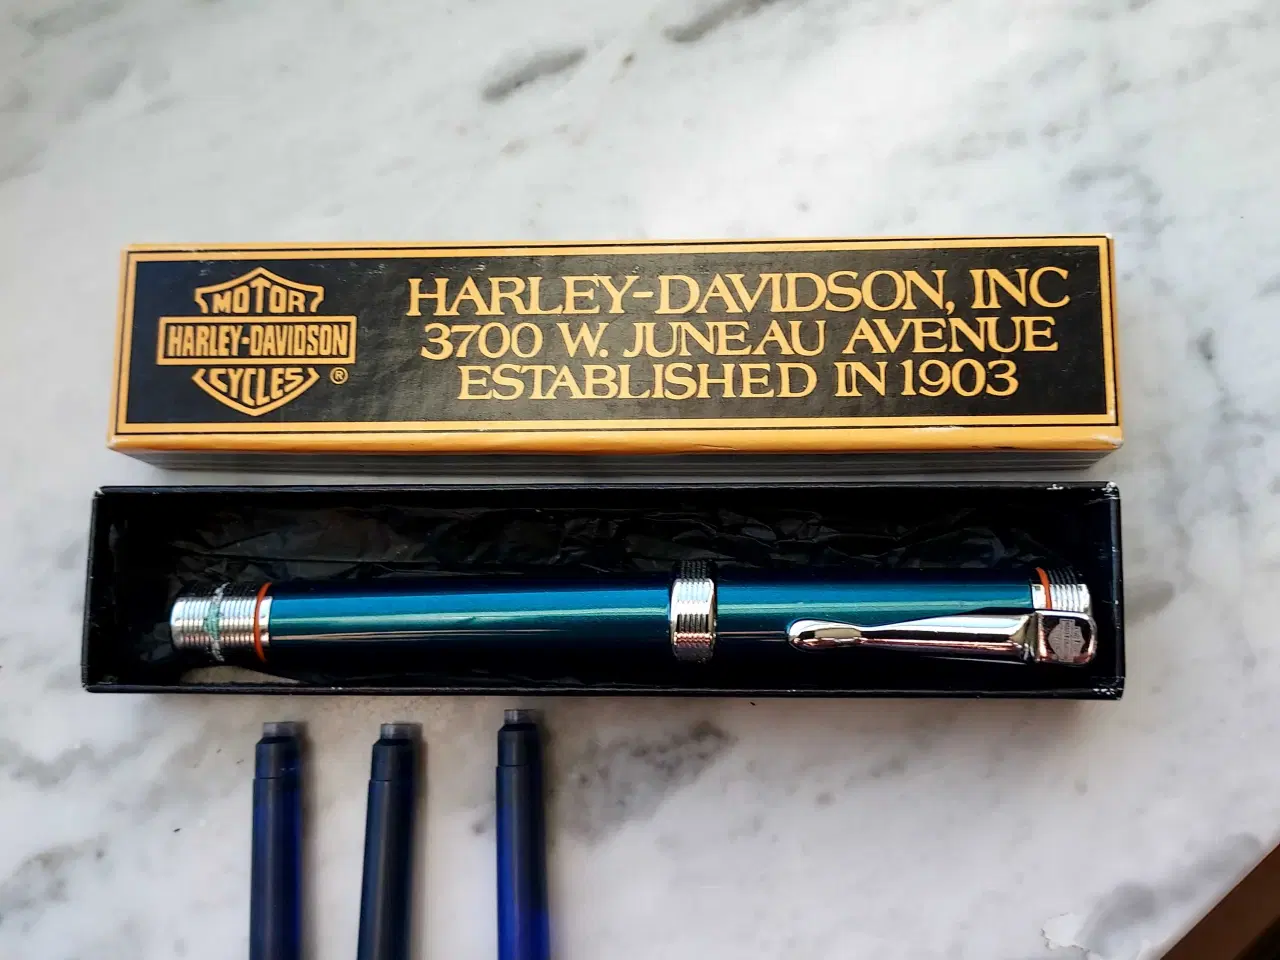 MOTOR
HARLEY-DAVIDSON
CYCLES ®
HARLEY-DAVIDSON, INC
3700 W. JUNEAU AVENUE
ESTABLISHED IN 1903